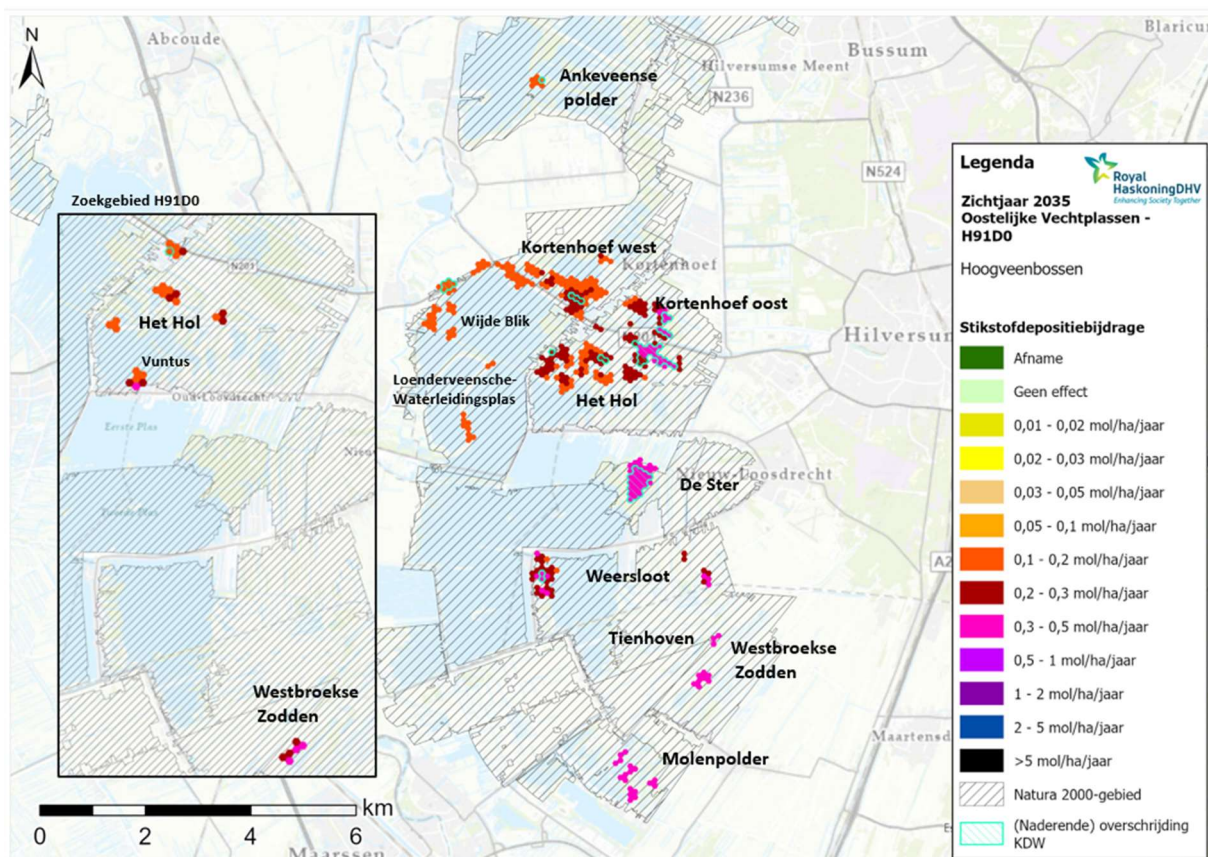 N
Abcoude
Bussum
Blaricu
Hilversumse Meent
N236
Ankeveense
polder
N524
Zoekgebied H91D0
N201
Het Hol
Vuntus
Oud-Loosdrecht
Eerste Plas
Tweede Plas
Westbroekse
Zodden
Kortenhoef west
Kortenhoef
Kortenhoef oost
Wijde Blik
Hilversum
Loenderveensche-
Waterleidingsplas
Het Hol
Nieuw-Loosdrecht
De Ster
Weersloot
A2
Tienhoven
Westbroekse
Zodden
Maartensd
Molenpolder
Maarssen
km
0 2 4 6
Legenda
Royal
HaskoningDHV
Enhancing Society Together
Zichtjaar 2035
Oostelijke Vechtplassen -
H91D0
Hoogveenbossen
Stikstofdepositiebijdrage
Afname
Geen effect
0,01 - 0,02 mol/ha/jaar
0,02 - 0,03 mol/ha/jaar
0,03 - 0,05 mol/ha/jaar
0,05 - 0,1 mol/ha/jaar
0,1 - 0,2 mol/ha/jaar
0,2 - 0,3 mol/ha/jaar
0,3 - 0,5 mol/ha/jaar
0,5 - 1 mol/ha/jaar
1 - 2 mol/ha/jaar
2 - 5 mol/ha/jaar
>5 mol/ha/jaar
Natura 2000-gebied
(Naderende) overschrijding
KDW